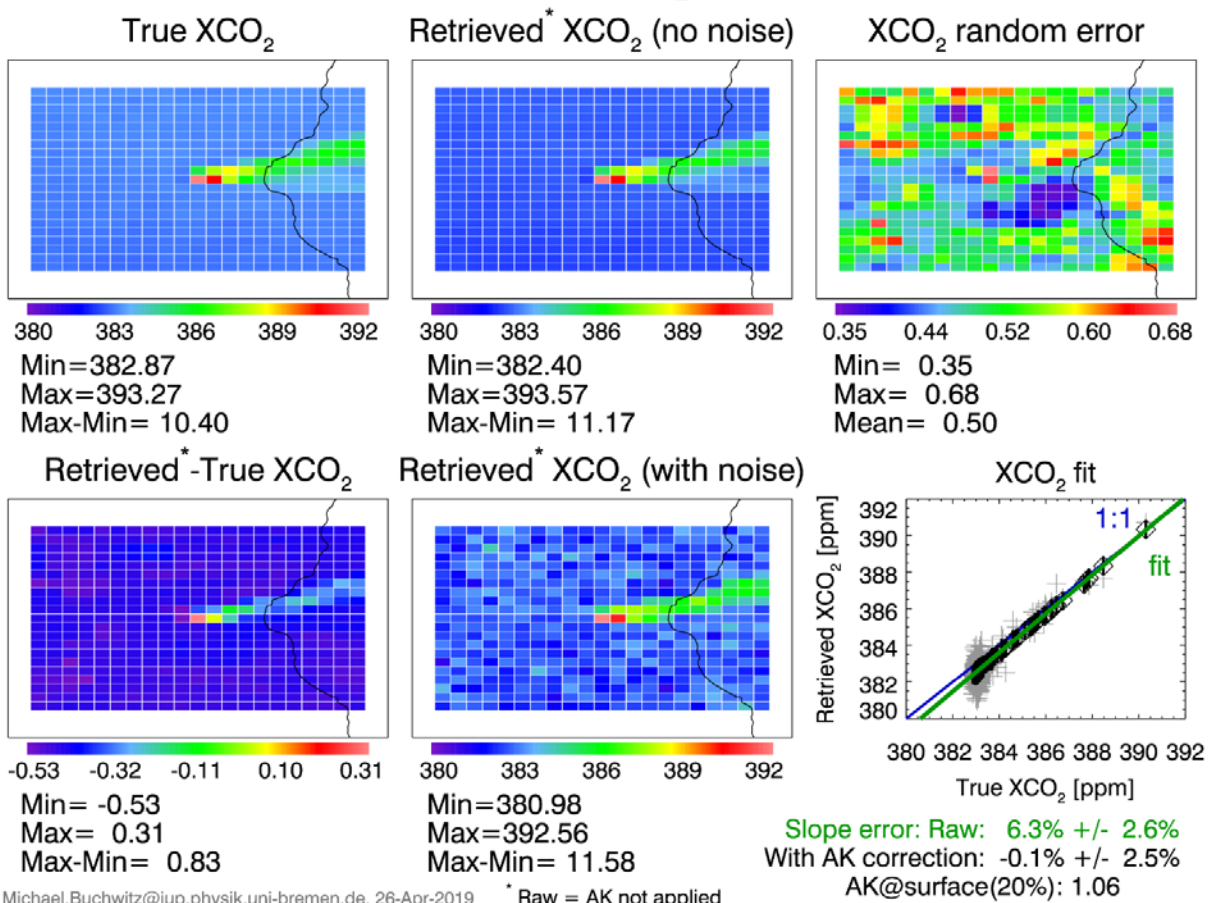 True XCO₂
Retrieved* XCO₂ (no noise)
XCO₂ random error
380 383 386 389 392
380 383 386 389 392
0.35 0.44 0.52 0.60 0.68
Min=382.87
Max=393.27
Max-Min= 10.40
Min=382.40
Max=393.57
Max-Min= 11.17
Min= 0.35
Max= 0.68
Mean= 0.50
Retrieved*-True XCO₂
Retrieved* XCO₂ (with noise)
XCO₂ fit
-0.53 -0.32 -0.11 0.10 0.31
Min= -0.53
Max= 0.31
Max-Min= 0.83
380 383 386 389 392
Min=380.98
Max=392.56
Max-Min= 11.58
Retrieved XCO₂ [ppm]
392
390
388
386
384
382
380
1:1
fit
380 382 384 386 388 390 392
True XCO₂ [ppm]
Slope error: Raw: 6.3% +/- 2.6%
With AK correction: -0.1% +/- 2.5%
AK@surface(20%): 1.06
Michael.Buchwitz@iup.physik.uni-bremen.de, 26-Apr-2019
* Raw = AK not applied